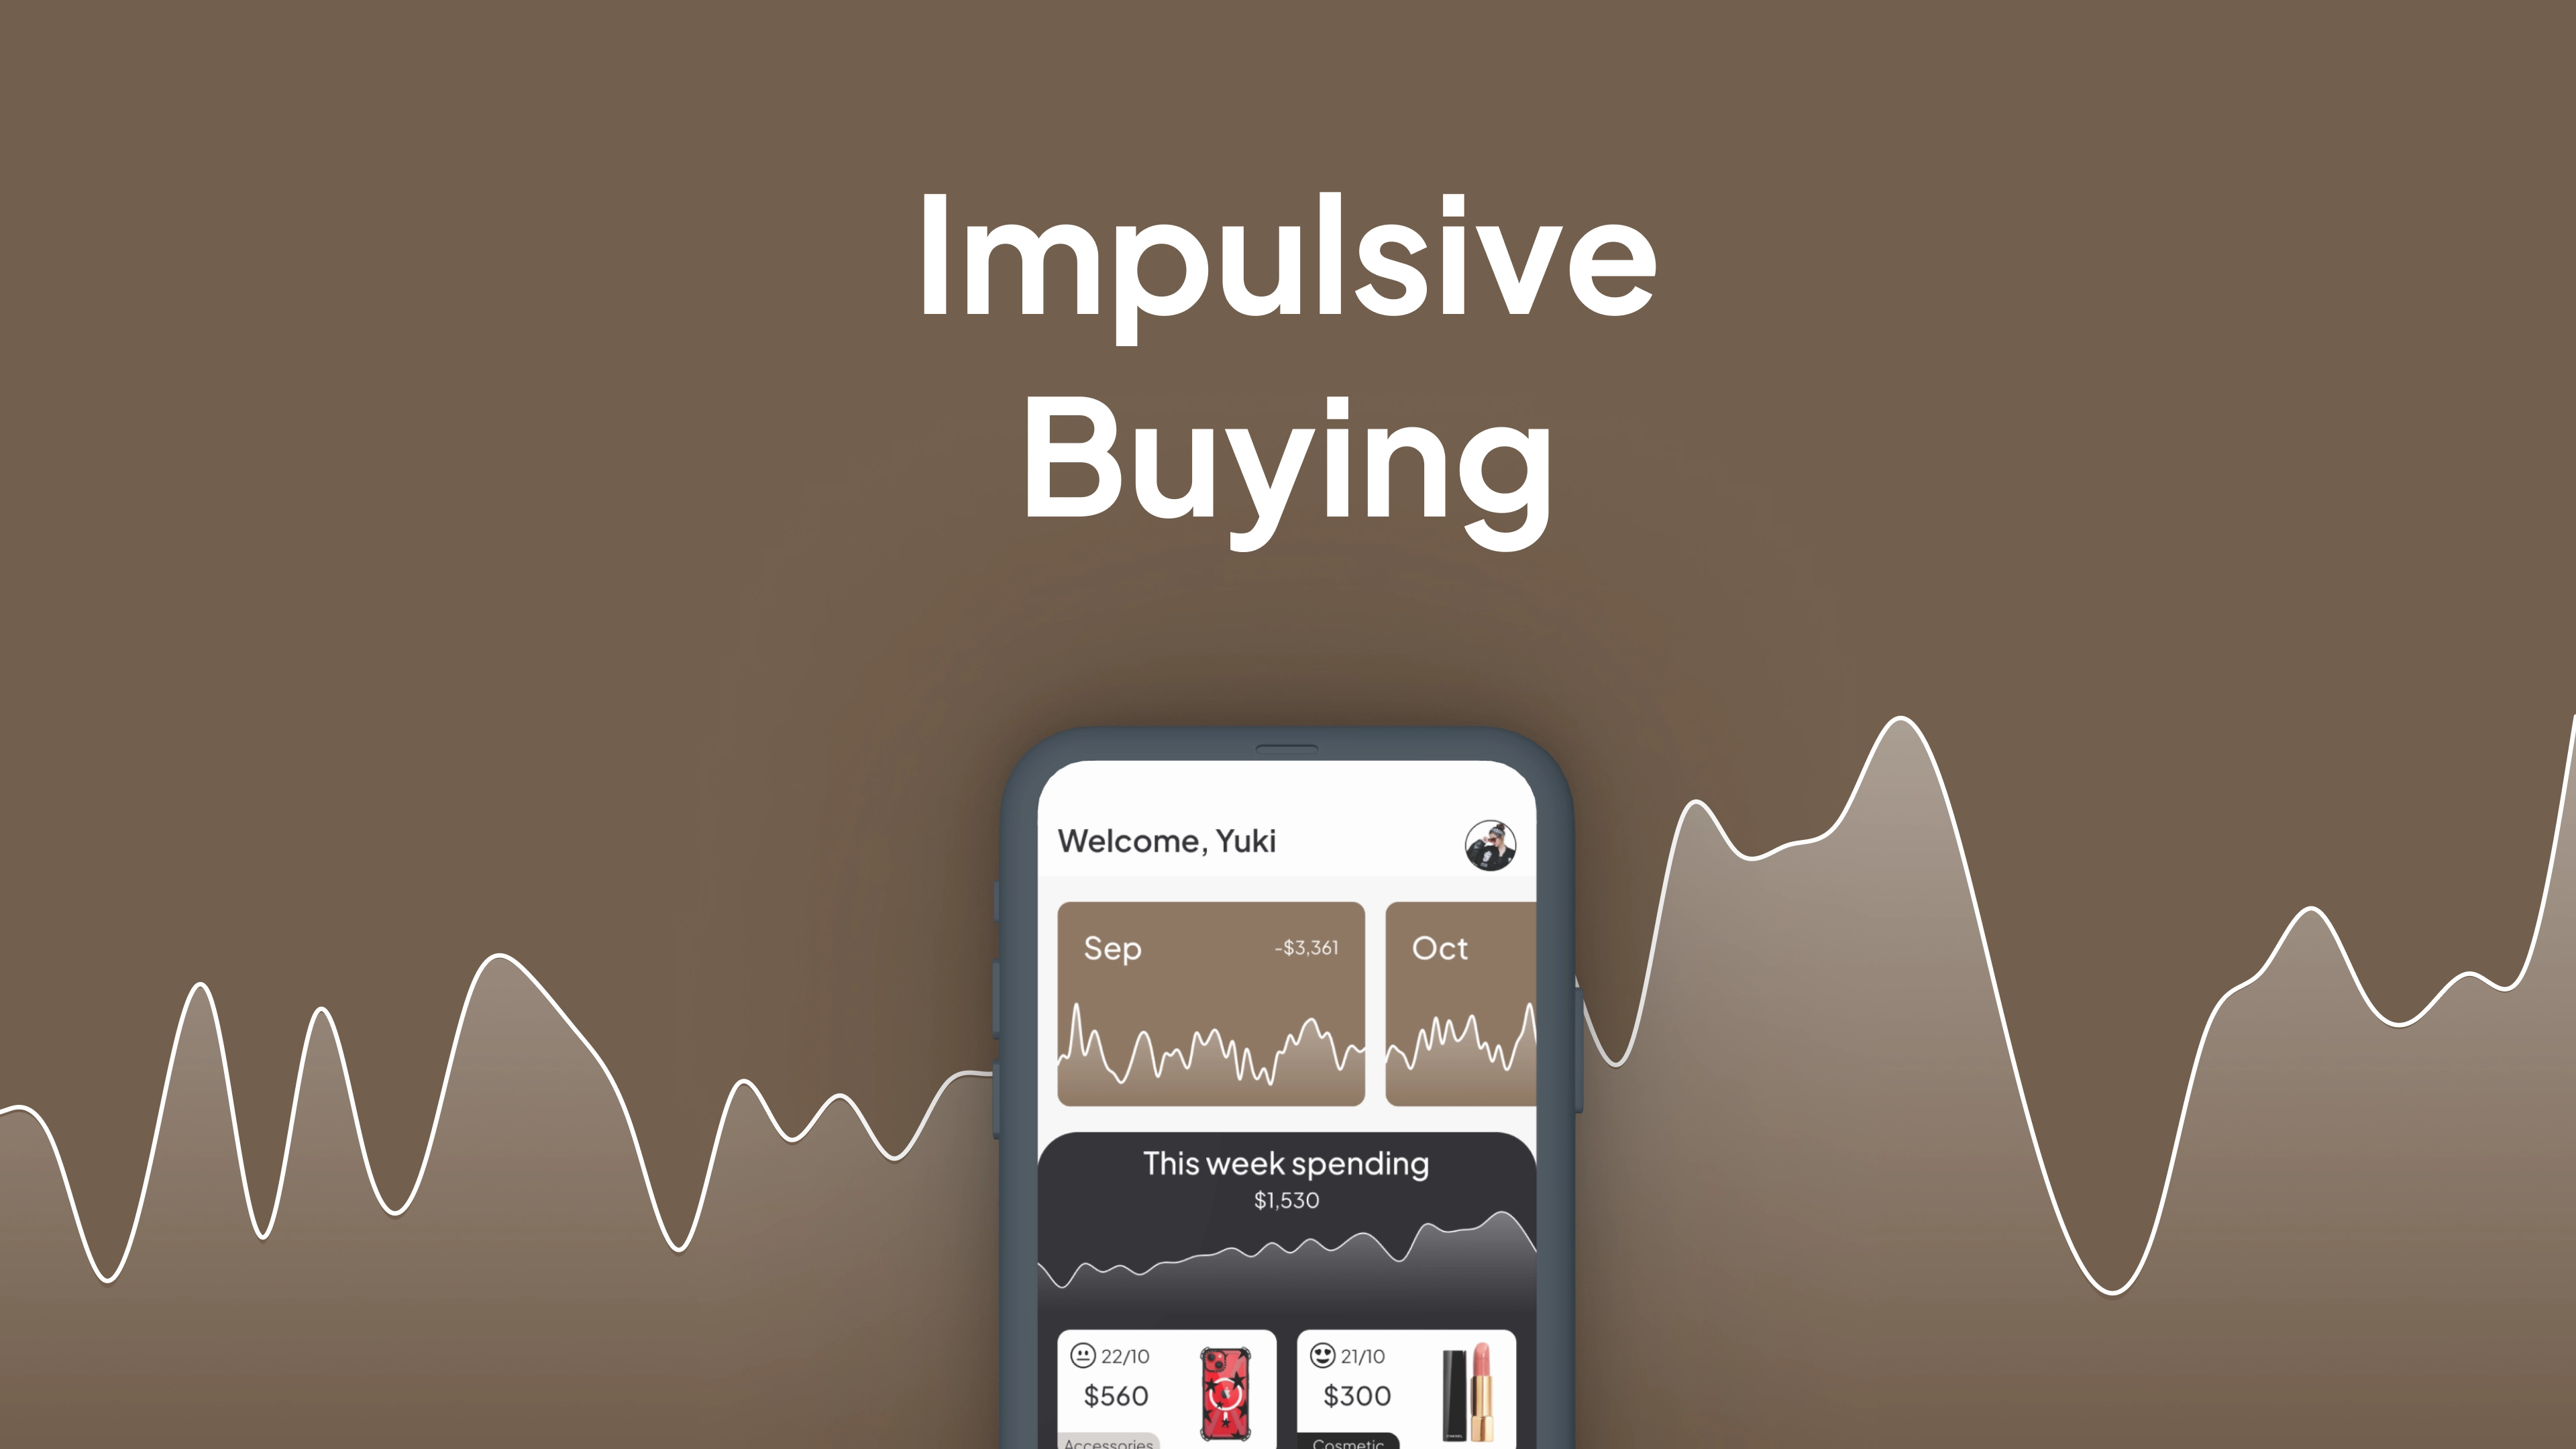 Impulsive
Buying
Welcome, Yuki
Sep
-$3,361
Oct
This week spending
$1,530
22/10
$560
Accessories
21/10
$300
Cosmetic